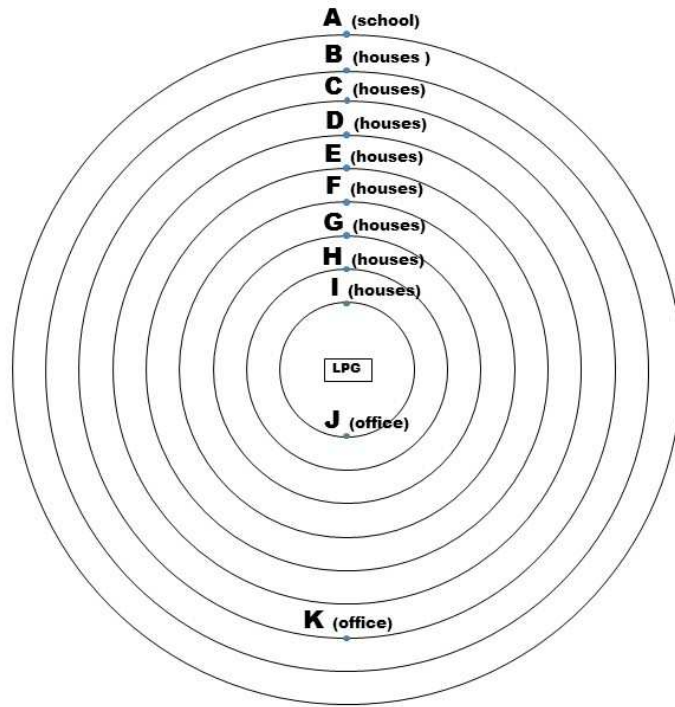 A (school)
B (houses )
C (houses)
D (houses)
E (houses)
F (houses)
G (houses)
H (houses)
I (houses)
LPG
J (office)
K (office)